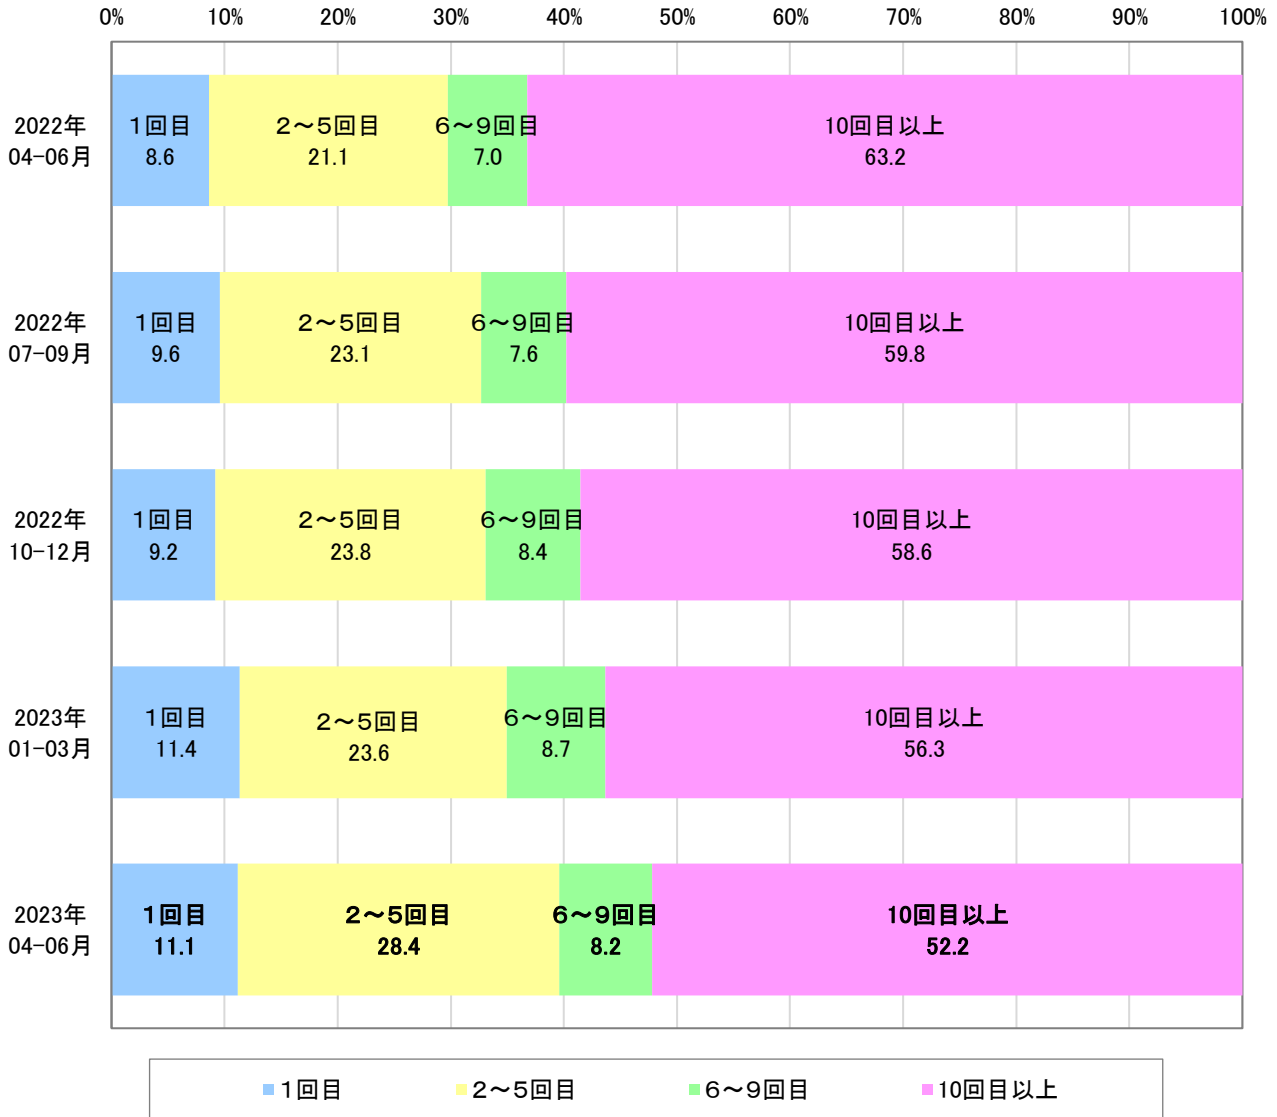 0% 10% 20% 30% 40% 50% 60% 70% 80% 90% 100%
2022年
04-06月
1回目 2～5回目 6～9回目 10回目以上
8.6 21.1 7.0 63.2
2022年
07-09月
1回目 2～5回目 6～9回目 10回目以上
9.6 23.1 7.6 59.8
2022年
10-12月
1回目 2～5回目 6～9回目 10回目以上
9.2 23.8 8.4 58.6
2023年
01-03月
1回目 2～5回目 6～9回目 10回目以上
11.4 23.6 8.7 56.3
2023年
04-06月
1回目 2～5回目 6～9回目 10回目以上
11.1 28.4 8.2 52.2
1回目 2～5回目 6～9回目 10回目以上